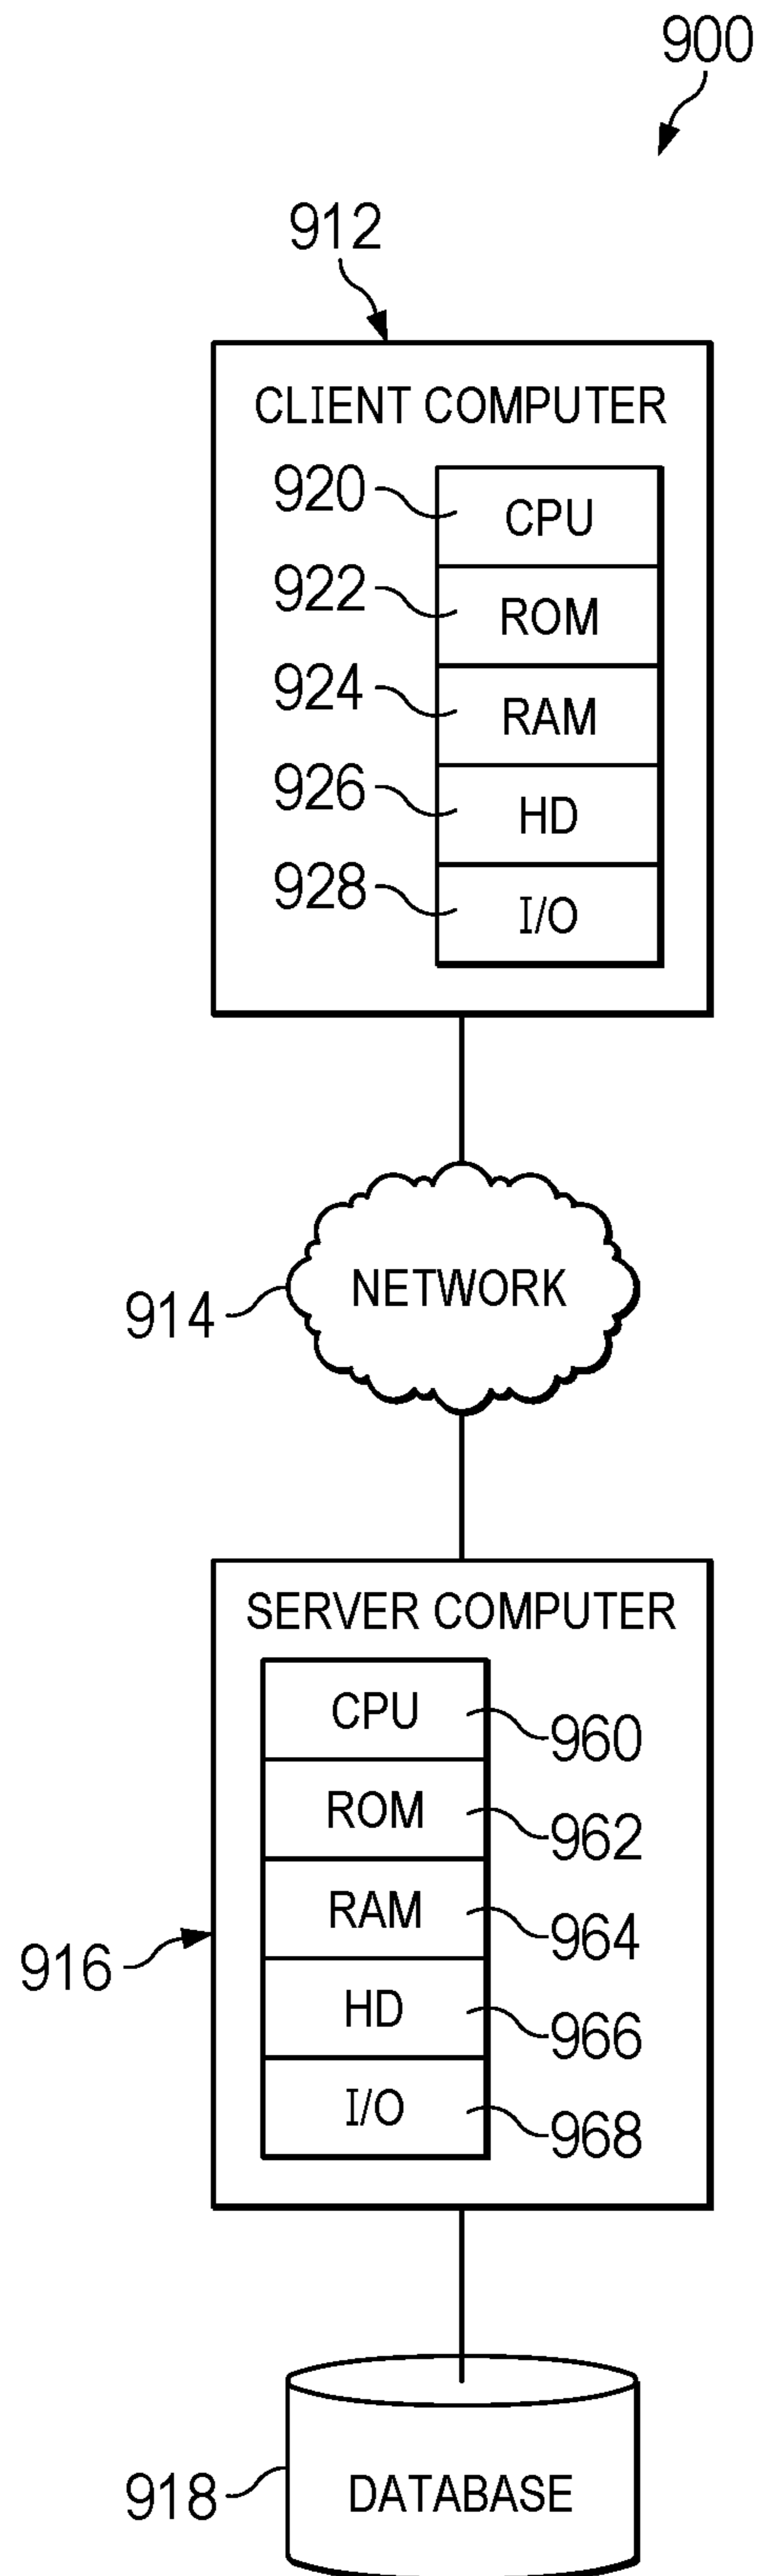 900
912
CLIENT COMPUTER
920 CPU
922 ROM
924 RAM
926 HD
928 I/O
914 NETWORK
SERVER COMPUTER
CPU 960
ROM 962
RAM 964
916
HD 966
I/O 968
918 DATABASE